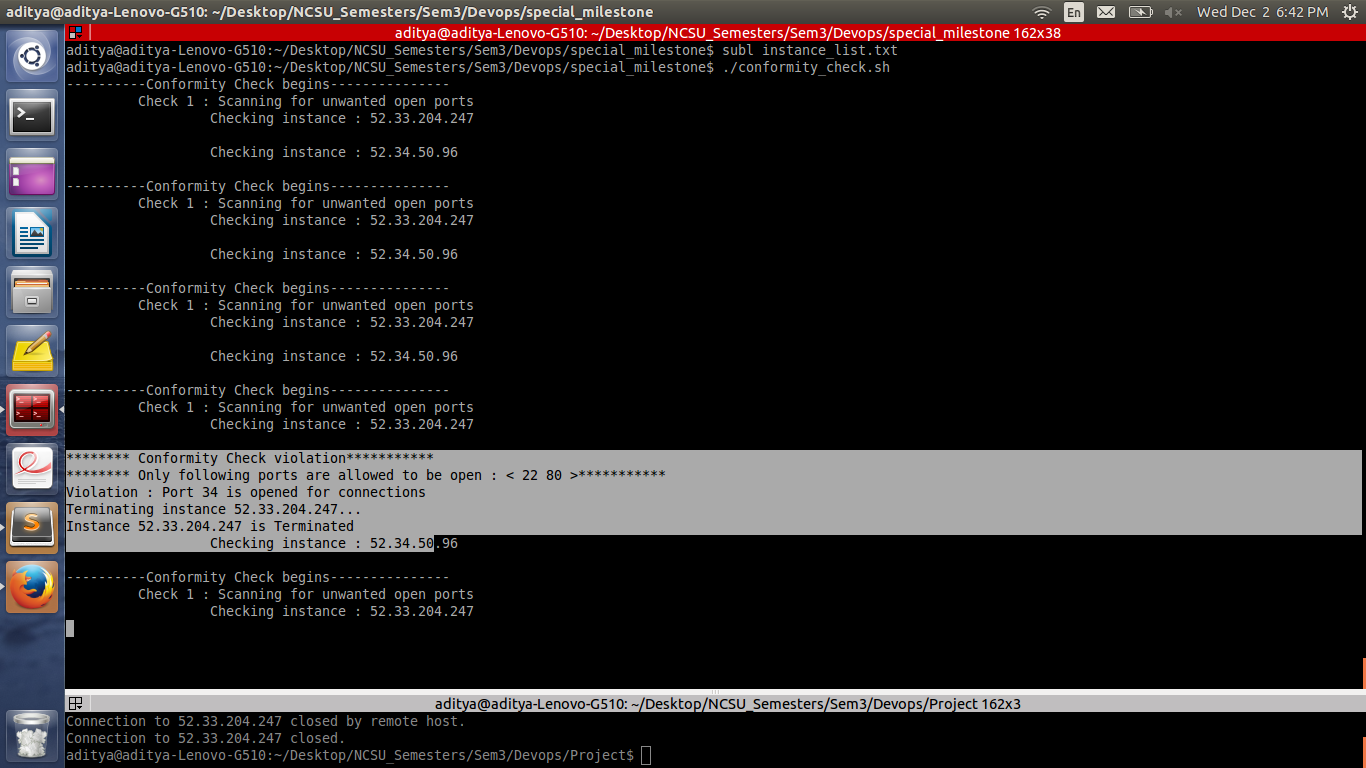 aditya@aditya-Lenovo-G510: ~/Desktop/NCSU_Semesters/Sem3/Devops/special_milestone
En
Wed Dec 2 6:42 PM
aditya@aditya-Lenovo-G510: ~/Desktop/NCSU_Semesters/Sem3/Devops/special_milestone 162x38
aditya@aditya-Lenovo-G510:~/Desktop/NCSU_Semesters/Sem3/Devops/special_milestone$ subl instance_list.txt
aditya@aditya-Lenovo-G510:~/Desktop/NCSU_Semesters/Sem3/Devops/special_milestone$ ./conformity_check.sh
----------Conformity Check begins---------------
Check 1 : Scanning for unwanted open ports
Checking instance : 52.33.204.247
Checking instance : 52.34.50.96
----------Conformity Check begins---------------
Check 1 : Scanning for unwanted open ports
Checking instance : 52.33.204.247
Checking instance : 52.34.50.96
----------Conformity Check begins---------------
Check 1 : Scanning for unwanted open ports
Checking instance : 52.33.204.247
Checking instance : 52.34.50.96
----------Conformity Check begins---------------
Check 1 : Scanning for unwanted open ports
Checking instance : 52.33.204.247
******** Conformity Check violation***********
******** Only following ports are allowed to be open : < 22 80 >***********
Violation : Port 34 is opened for connections
Terminating instance 52.33.204.247...
Instance 52.33.204.247 is Terminated
Checking instance : 52.34.50.96
----------Conformity Check begins---------------
Check 1 : Scanning for unwanted open ports
Checking instance : 52.33.204.247
aditya@aditya-Lenovo-G510: ~/Desktop/NCSU_Semesters/Sem3/Devops/Project 162x3
Connection to 52.33.204.247 closed by remote host.
Connection to 52.33.204.247 closed.
aditya@aditya-Lenovo-G510:~/Desktop/NCSU_Semesters/Sem3/Devops/Project$